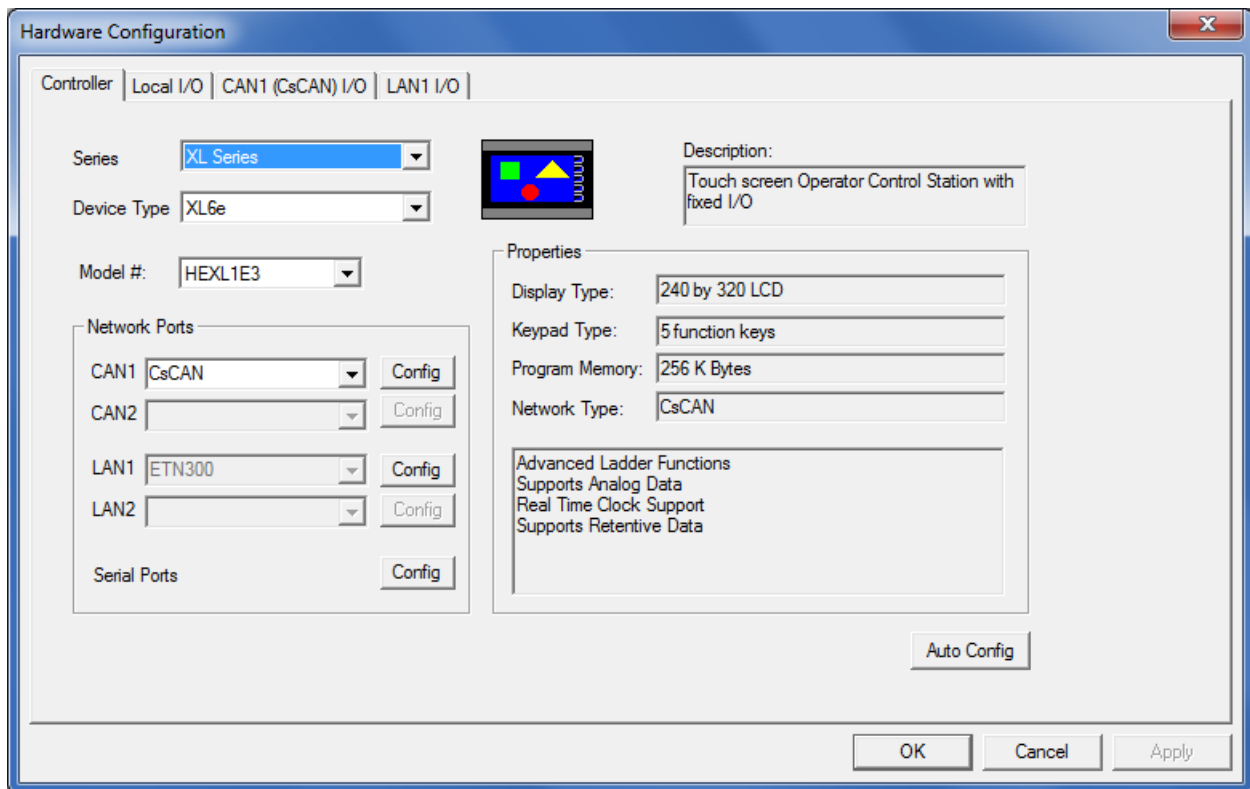 Hardware Configuration
x
Controller
Local I/O
CAN1 (CsCAN) I/O
LAN1 I/O
Series
XL Series
Device Type
XL6e
Model #:
HEXL1E3
Description:
Touch screen Operator Control Station with
fixed I/O
Network Ports
CAN1
CsCAN
Config
CAN2
Config
LAN1
ETN300
Config
LAN2
Config
Serial Ports
Config
Properties
Display Type:
240 by 320 LCD
Keypad Type:
5 function keys
Program Memory:
256 K Bytes
Network Type:
CsCAN
Advanced Ladder Functions
Supports Analog Data
Real Time Clock Support
Supports Retentive Data
Auto Config
OK
Cancel
Apply